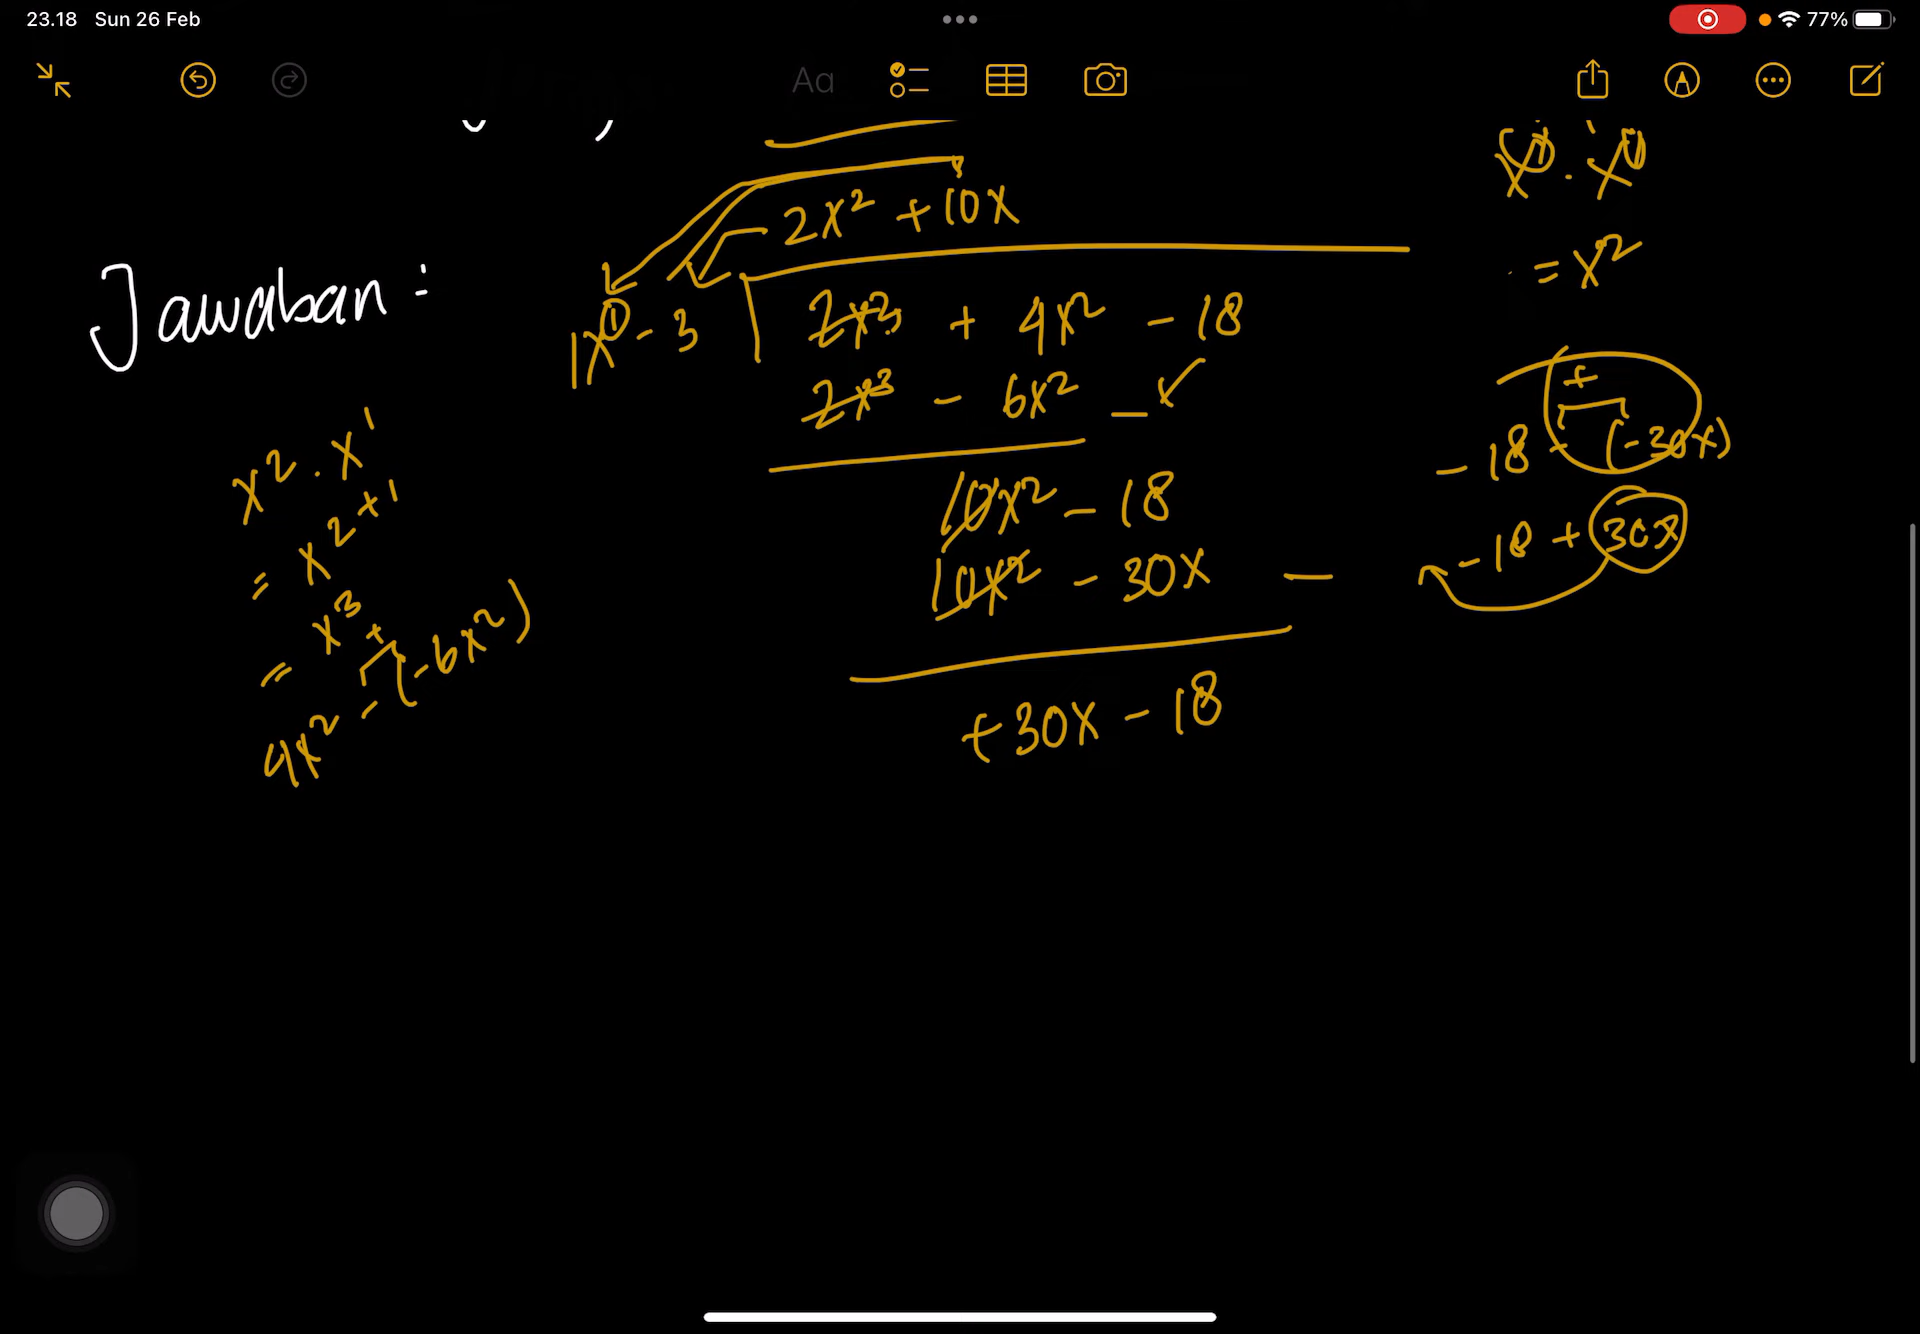 23.18 Sun 26 Feb
77%
Aa
2x² + 10x
Jawaban :
1x① - 3
2x³ + 4x² - 18
2x³ - 6x² -
10x² - 18
10x² - 30x -
+30x - 18
x² . x¹
= x²⁺¹
= x³
+
4x² - (-6x²)
= x²
+
- 18 - (-30x)
- 18 + 30x